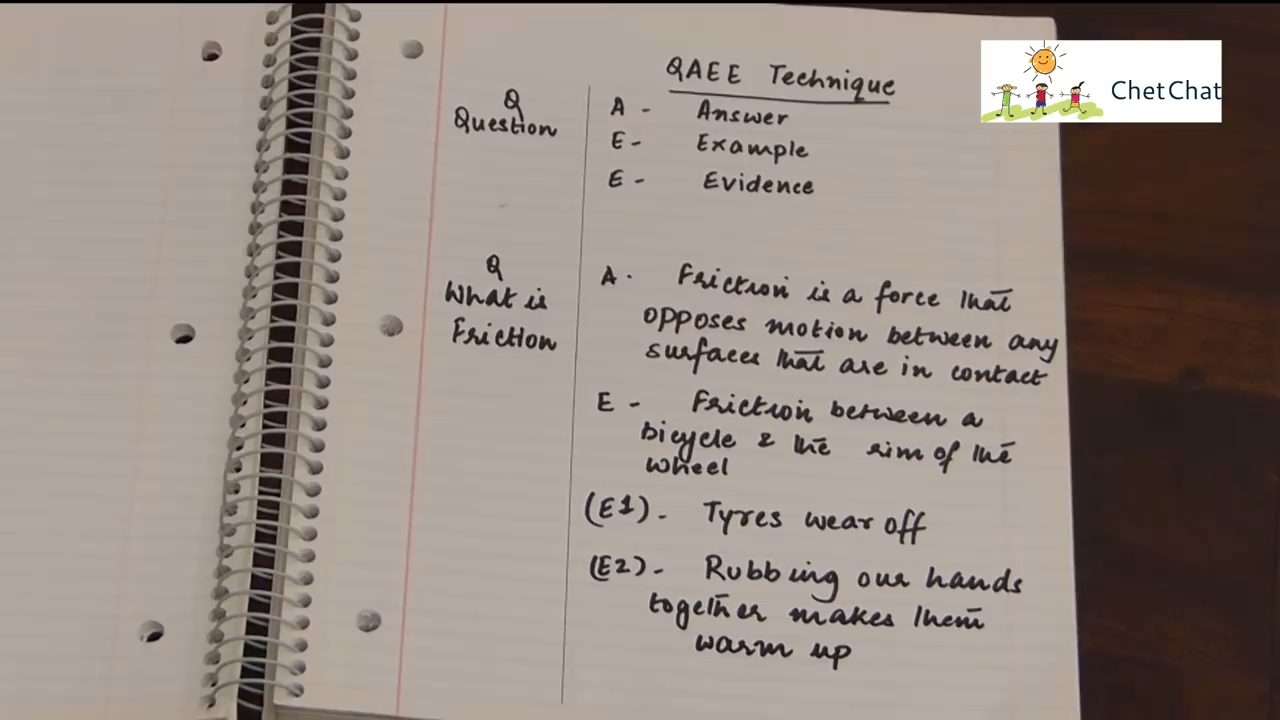 QAEE Technique
Q
Question
A - Answer
E - Example
E - Evidence
Q
What is
Friction
A. Friction is a force that
opposes motion between any
surfaces that are in contact
E - Friction between a
bicycle & the rim of the
wheel
(E1). - Tyres wear off
(E2) - Rubbing our hands
together makes them
warm up
ChetChat